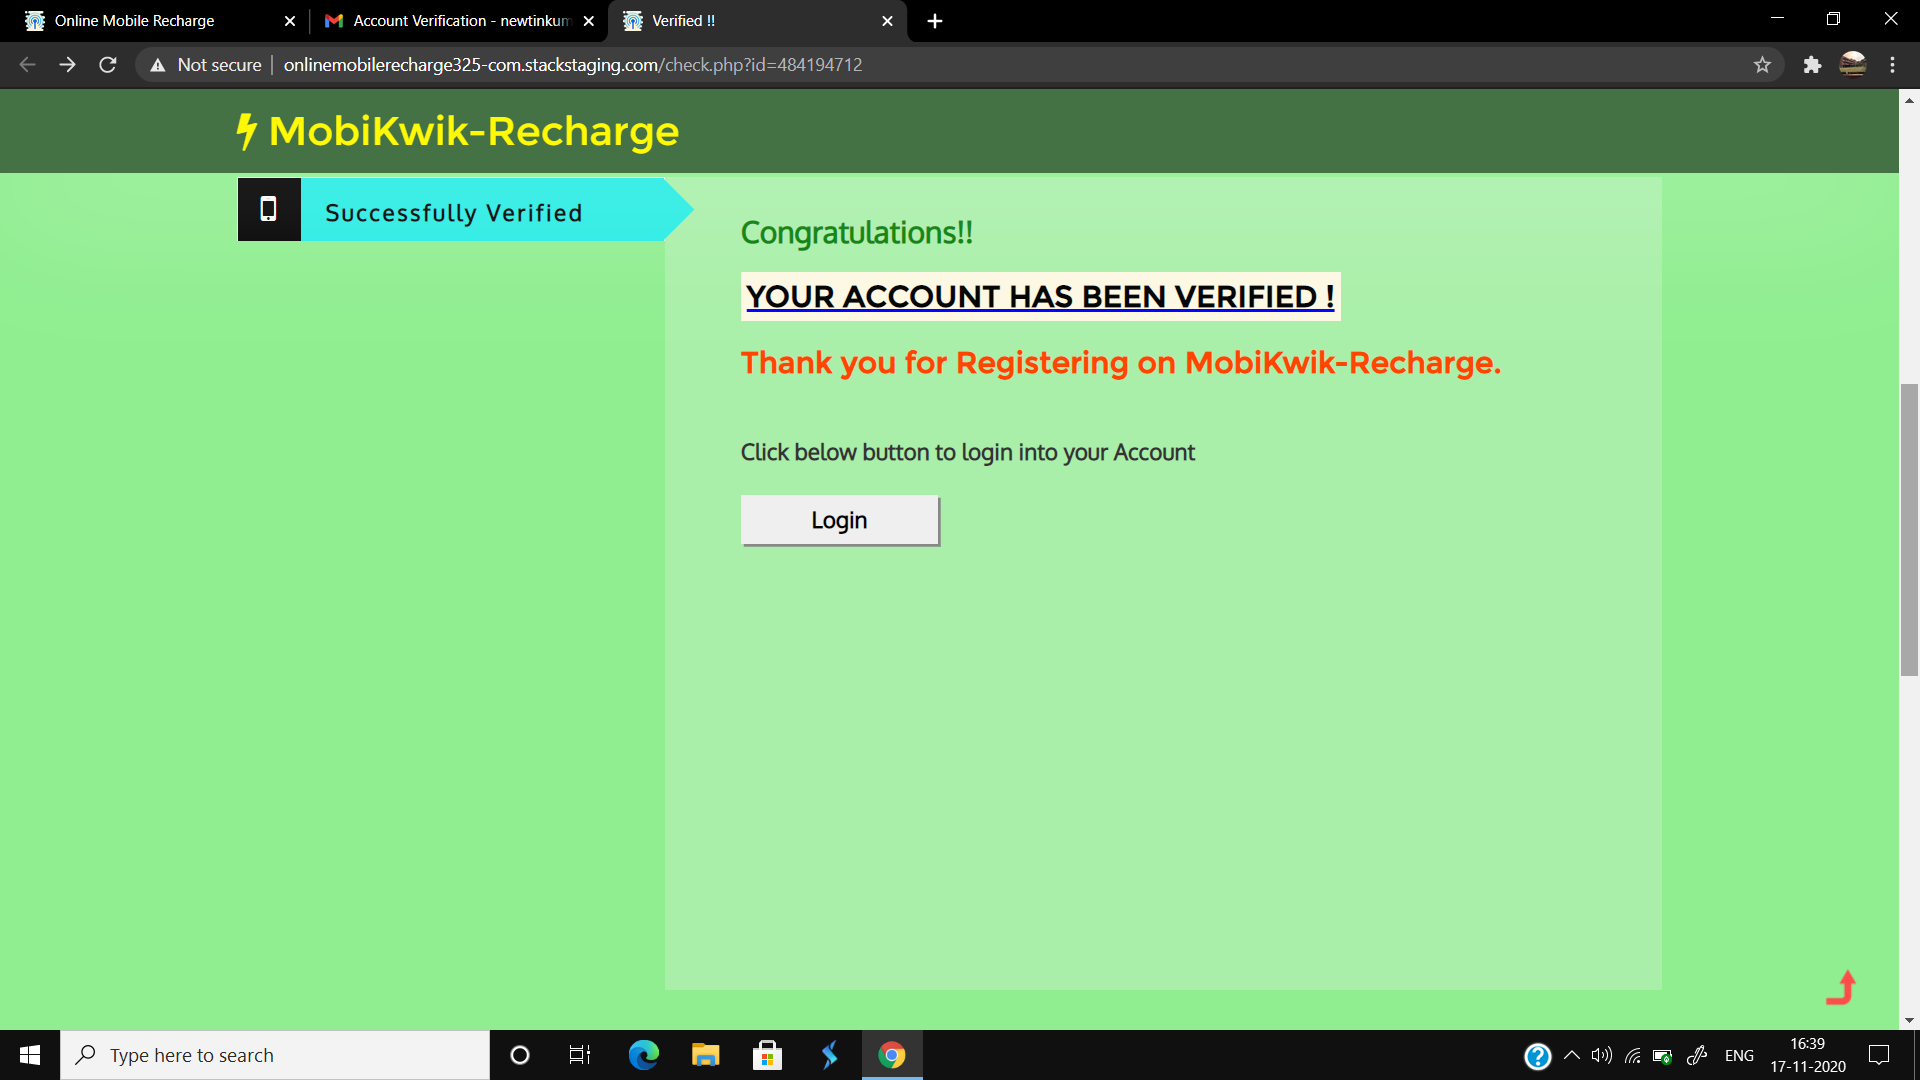 Online Mobile Recharge
Account Verification - newtinkum
Verified !!
Not secure
onlinemobilerecharge325-com.stackstaging.com/check.php?id=484194712
MobiKwik-Recharge
Successfully Verified
Congratulations!!
YOUR ACCOUNT HAS BEEN VERIFIED !
Thank you for Registering on MobiKwik-Recharge.
Click below button to login into your Account
Login
Type here to search
ENG
16:39
17-11-2020